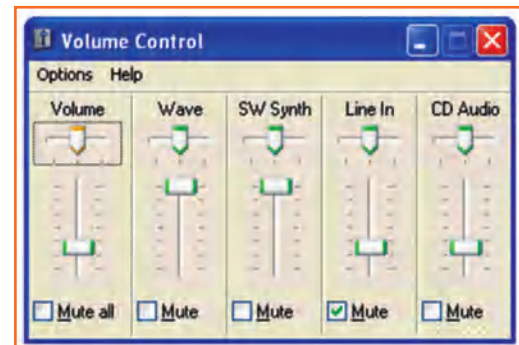 Volume Control
Options Help
Volume Wave SW Synth Line In CD Audio
Mute all Mute Mute Mute Mute